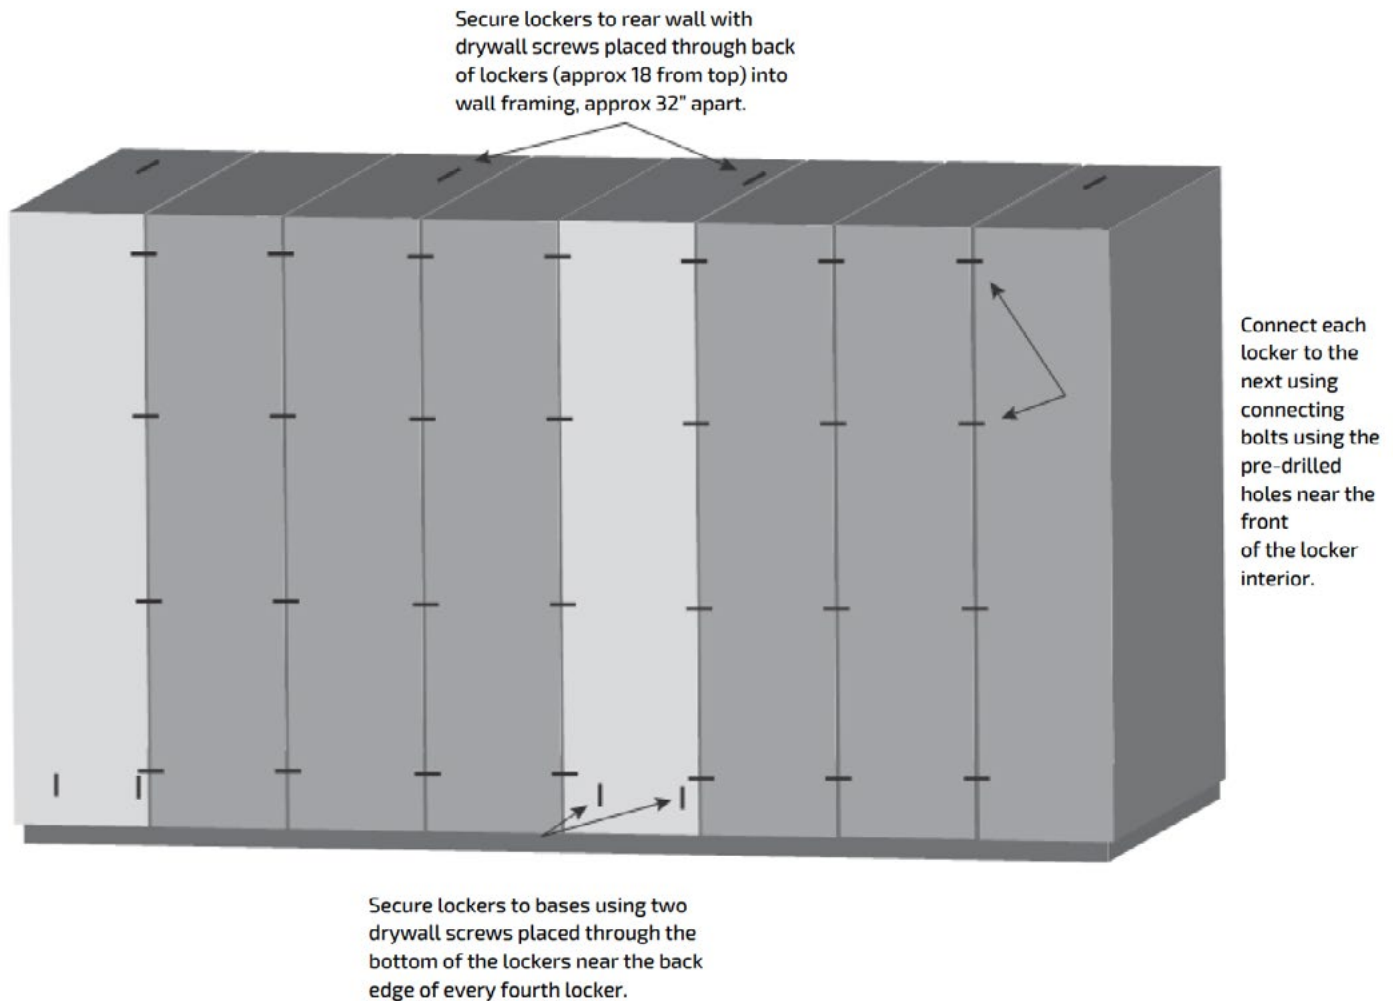 Secure lockers to rear wall with
drywall screws placed through back
of lockers (approx 18 from top) into
wall framing, approx 32" apart.
Connect each
locker to the
next using
connecting
bolts using the
pre-drilled
holes near the
front
of the locker
interior.
Secure lockers to bases using two
drywall screws placed through the
bottom of the lockers near the back
edge of every fourth locker.